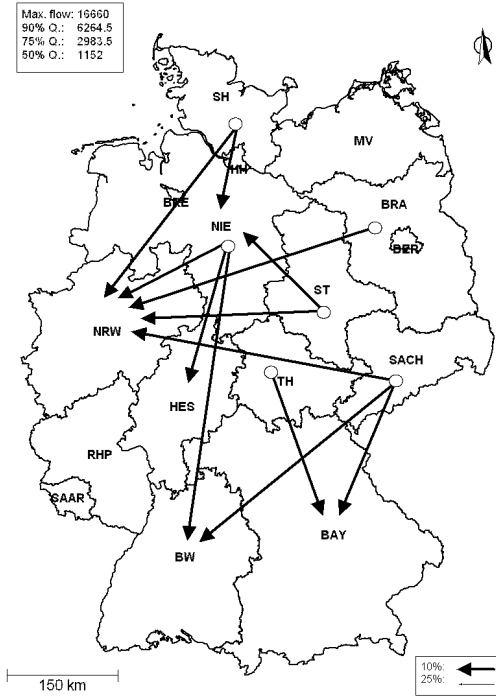 Max. flow: 16660
90% Q.: 6264.5
75% Q.: 2983.5
50% Q.: 1152
SH
MV
HH
BRE
BRA
NIE
BER
ST
NRW
SACH
TH
HES
RHP
SAAR
BAY
BW
10%:
25%:
150 km